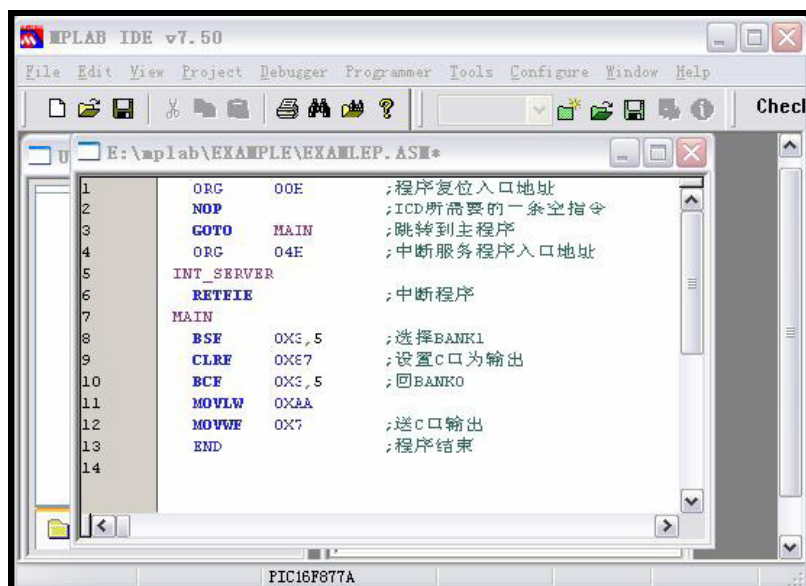 MPLAB IDE v7.50
File Edit View Project Debugger Programmer Tools Configure Window Help
Checl
U
E:\mplab\EXAMPLE\EXAMLEP.ASM*
1 ORG 00H ;程序复位入口地址
2 NOP ;ICD所需要的一条空指令
3 GOTO MAIN ;跳转到主程序
4 ORG 04H ;中断服务程序入口地址
5 INT_SERVER
6 RETFIE ;中断程序
7 MAIN
8 BSF 0X3,5 ;选择BANK1
9 CLRF 0X87 ;设置C口为输出
10 BCF 0X3,5 ;回BANK0
11 MOVLW 0XAA
12 MOVWF 0X7 ;送C口输出
13 END ;程序结束
14
PIC16F877A